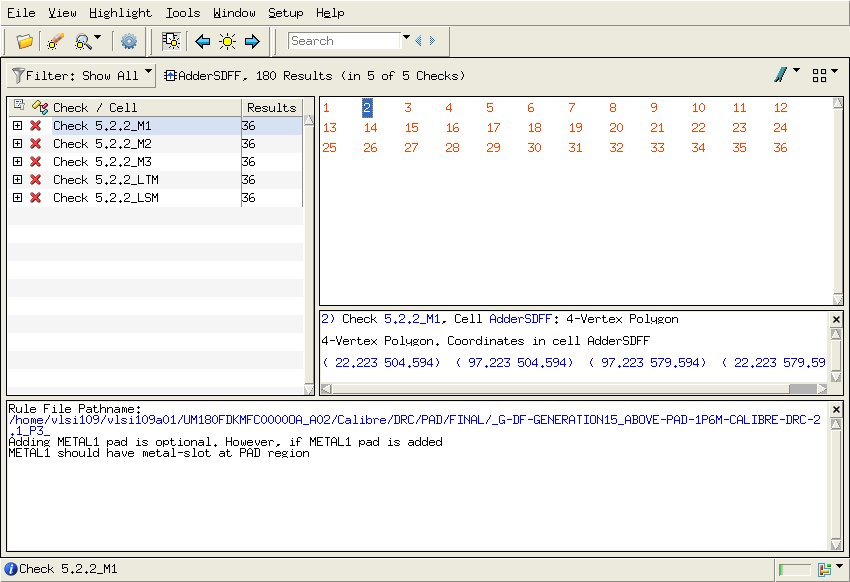 File View Highlight Tools Window Setup Help
Search
Filter: Show All AdderSDFF, 180 Results (in 5 of 5 Checks)
Check / Cell Results
Check 5.2.2_M1 36
Check 5.2.2_M2 36
Check 5.2.2_M3 36
Check 5.2.2_LTM 36
Check 5.2.2_LSM 36
1 2 3 4 5 6 7 8 9 10 11 12
13 14 15 16 17 18 19 20 21 22 23 24
25 26 27 28 29 30 31 32 33 34 35 36
2) Check 5.2.2_M1, Cell AdderSDFF: 4-Vertex Polygon
4-Vertex Polygon. Coordinates in cell AdderSDFF
( 22.223 504.594) ( 97.223 504.594) ( 97.223 579.594) ( 22.223 579.59
Rule File Pathname:
/home/vlsi109/vlsi109a01/UM180FDKMFC00000A_A02/Calibre/DRC/PAD/FINAL/_G-DF-GENERATION15_ABOVE-PAD-1P6M-CALIBRE-DRC-2
.1_P3_
Adding METAL1 pad is optional. However, if METAL1 pad is added
METAL1 should have metal-slot at PAD region
Check 5.2.2_M1